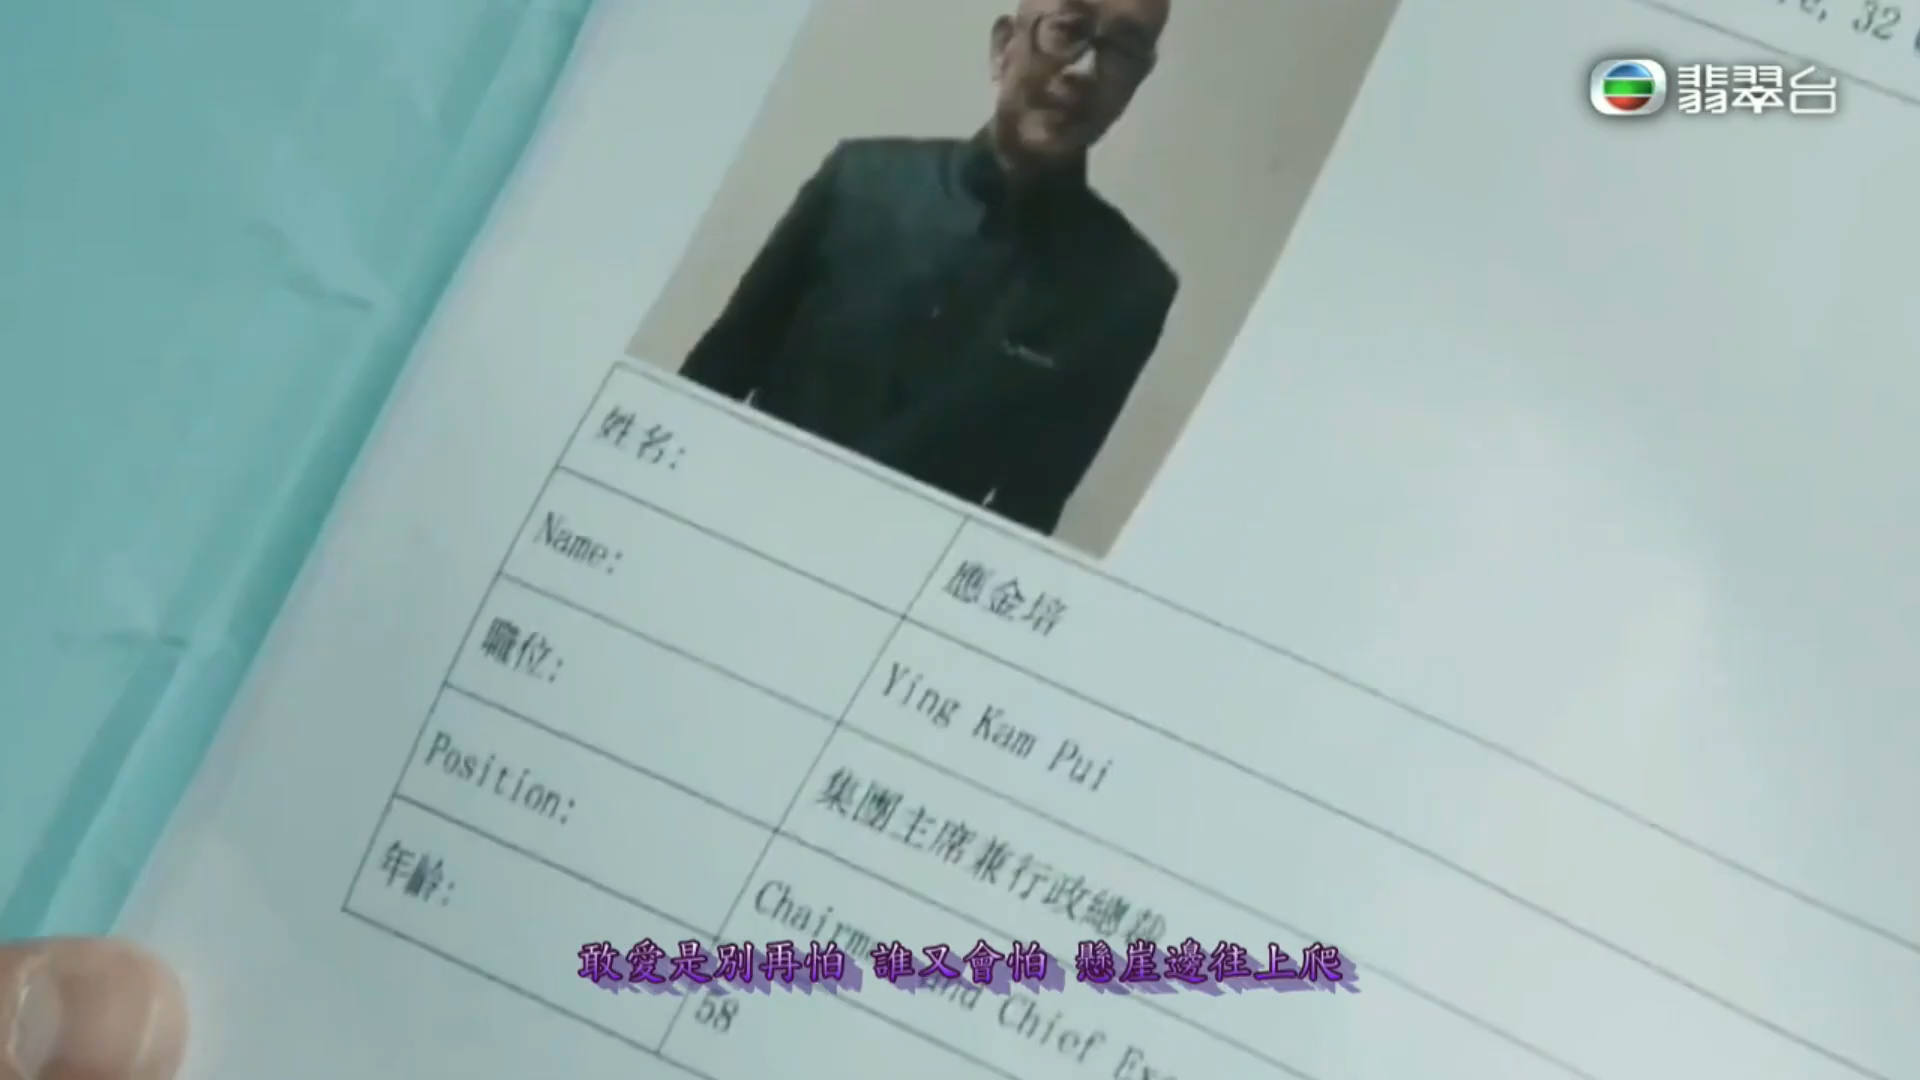 32
翡翠台
姓名:
應金培
Name:
Ying Kam Pui
職位:
集團主席兼行政總裁
Position:
Chairm
and Chief Ex
年齡:
58
敢愛是別再怕 誰又會怕 懸崖邊往上爬